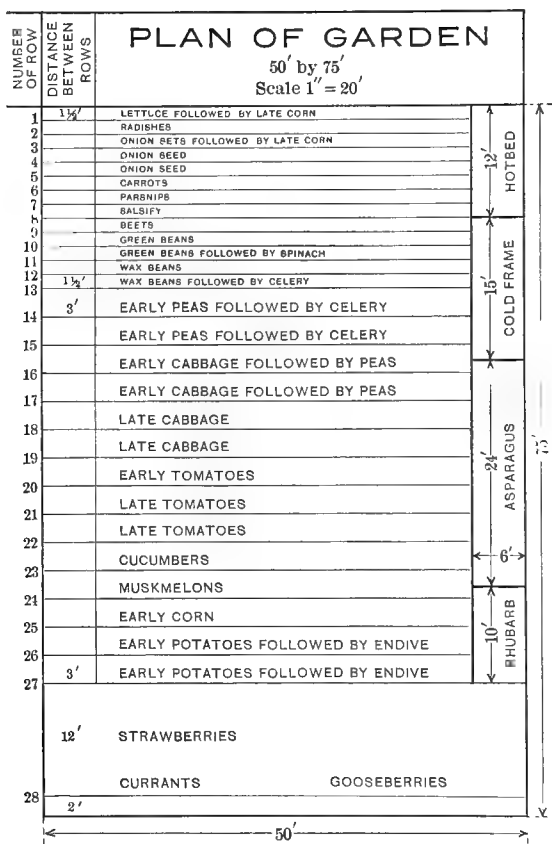 NUMBER OF ROW
DISTANCE BETWEEN ROWS
PLAN OF GARDEN
50′ by 75′
Scale 1″ = 20′
1½′ LETTUCE FOLLOWED BY LATE CORN
1
RADISHES
2
ONION SETS FOLLOWED BY LATE CORN
3
ONION SEED
4
ONION SEED
5
CARROTS
6
PARSNIPS
7
SALSIFY
8
BEETS
9
GREEN BEANS
10
GREEN BEANS FOLLOWED BY SPINACH
11
WAX BEANS
12
1½′ WAX BEANS FOLLOWED BY CELERY
13
3′ EARLY PEAS FOLLOWED BY CELERY
14
EARLY PEAS FOLLOWED BY CELERY
15
EARLY CABBAGE FOLLOWED BY PEAS
16
EARLY CABBAGE FOLLOWED BY PEAS
17
LATE CABBAGE
18
LATE CABBAGE
19
EARLY TOMATOES
20
LATE TOMATOES
21
LATE TOMATOES
22
CUCUMBERS
23
MUSKMELONS
24
EARLY CORN
25
EARLY POTATOES FOLLOWED BY ENDIVE
26
3′ EARLY POTATOES FOLLOWED BY ENDIVE
27
12′ STRAWBERRIES
CURRANTS GOOSEBERRIES
28
2′
12′ HOTBED
15′ COLD FRAME
24′ ASPARAGUS
6′
10′ RHUBARB
75′
50′